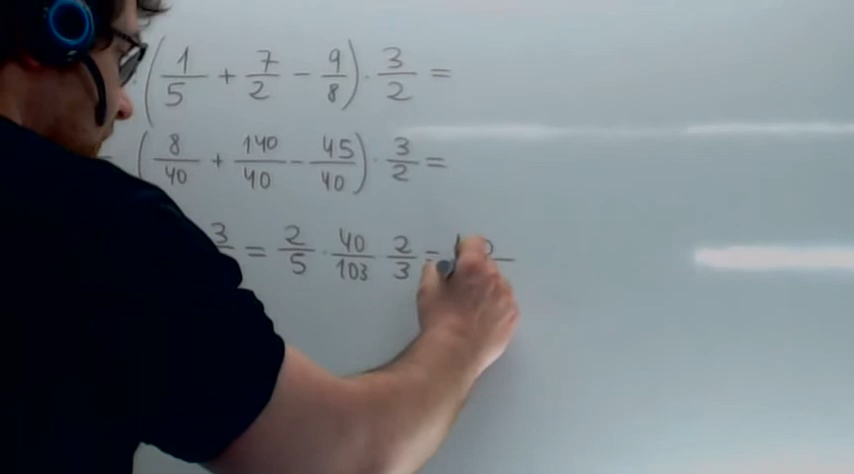 (1/5 + 7/2 − 9/8) · 3/2 =
(8/40 + 140/40 − 45/40) · 3/2 =
3 = 2/5 · 40/103 2/3 =